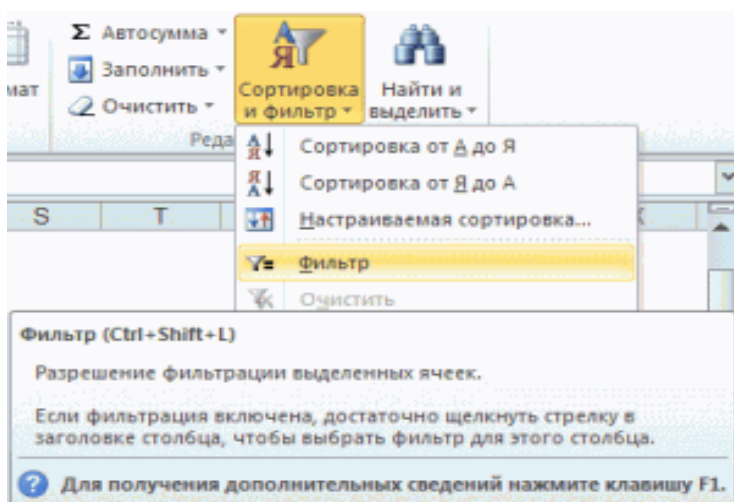 Σ Автосумма
Заполнить
мат
Очистить
Сортировка
и фильтр
Найти и
выделить
Реда
Сортировка от А до Я
Сортировка от Я до А
Настраиваемая сортировка...
S T
Фильтр
Очистить
Фильтр (Ctrl+Shift+L)
Разрешение фильтрации выделенных ячеек.
Если фильтрация включена, достаточно щелкнуть стрелку в
заголовке столбца, чтобы выбрать фильтр для этого столбца.
Для получения дополнительных сведений нажмите клавишу F1.